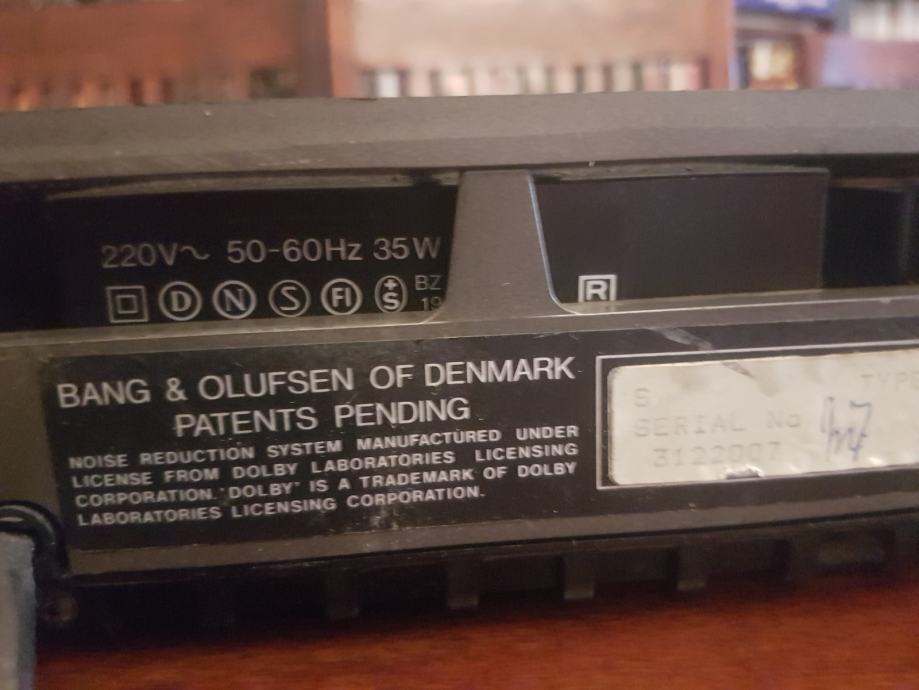 220V~ 50-60Hz 35W
D N S FI +S BZ
19
R
BANG & OLUFSEN OF DENMARK
PATENTS PENDING
NOISE REDUCTION SYSTEM MANUFACTURED UNDER
LICENSE FROM DOLBY LABORATORIES LICENSING
CORPORATION. "DOLBY" IS A TRADEMARK OF DOLBY
LABORATORIES LICENSING CORPORATION.
S TYPE
SERIAL No
3122007